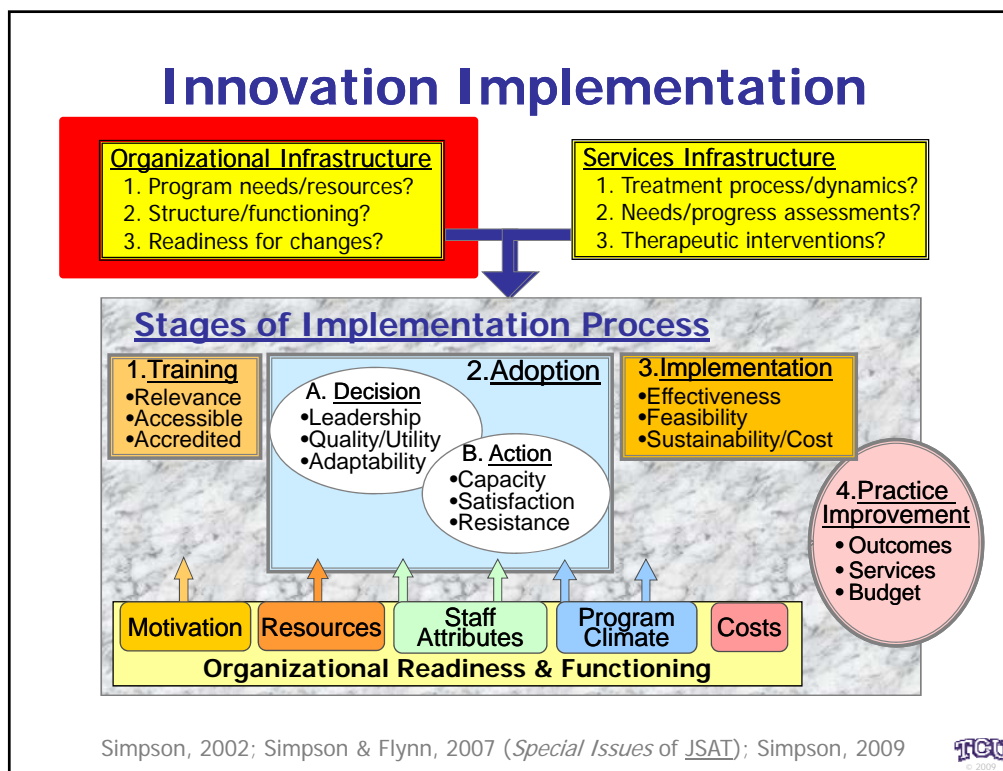 Innovation Implementation
Organizational Infrastructure
1. Program needs/resources?
2. Structure/functioning?
3. Readiness for changes?
Services Infrastructure
1. Treatment process/dynamics?
2. Needs/progress assessments?
3. Therapeutic interventions?
Stages of Implementation Process
1.Training
•Relevance
•Accessible
•Accredited
2.Adoption
A. Decision
•Leadership
•Quality/Utility
•Adaptability
B. Action
•Capacity
•Satisfaction
•Resistance
3.Implementation
•Effectiveness
•Feasibility
•Sustainability/Cost
4.Practice
Improvement
• Outcomes
• Services
• Budget
Motivation
Resources
Staff
Attributes
Program
Climate
Costs
Organizational Readiness & Functioning
Simpson, 2002; Simpson & Flynn, 2007 (Special Issues of JSAT); Simpson, 2009
TCU
© 2009